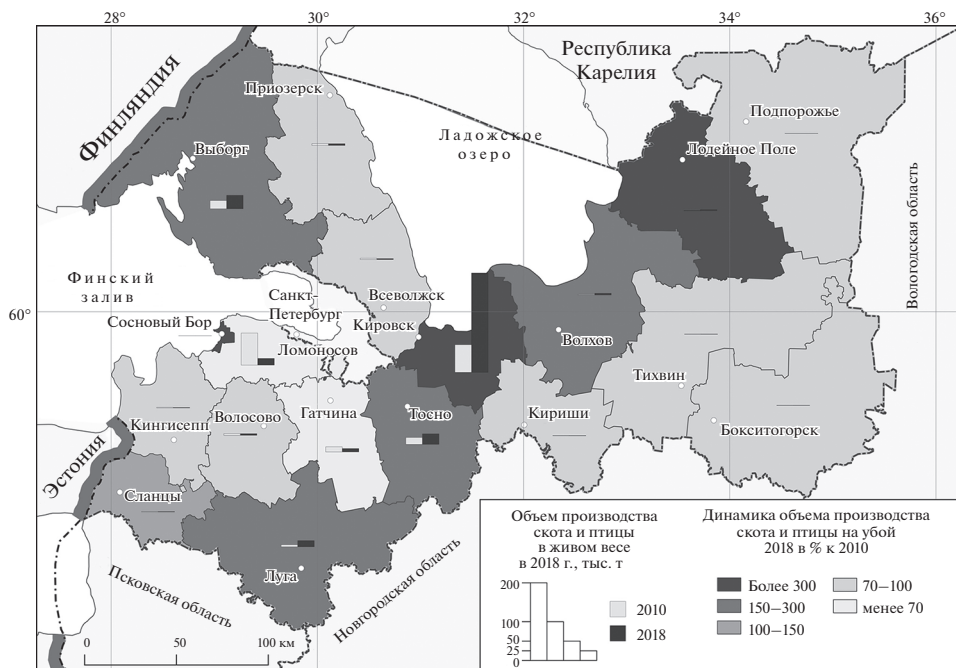 28° 30° 32° 34° 36°
ФИНЛЯНДИЯ
Республика
Карелия
Приозерск
Подпорожье
Ладожское
озеро
Выборг
Лодейное Поле
Вологодская область
Финский
залив
Санкт-
Петербург
Всеволжск
60°
Сосновый Бор
Кировск
Ломоносов
Волхов
Тихвин
Гатчина
Волосово
Тосно
Кириши
Кингисепп
Бокситогорск
Эстония
Сланцы
Луга
Псковская область
Новгородская область
0 50 100 км
Объем производства
скота и птицы
в живом весе
в 2018 г., тыс. т
200
100
50
25
0
2010
2018
Динамика объема производства
скота и птицы на убой
2018 в % к 2010
Более 300
150–300
100–150
70–100
менее 70